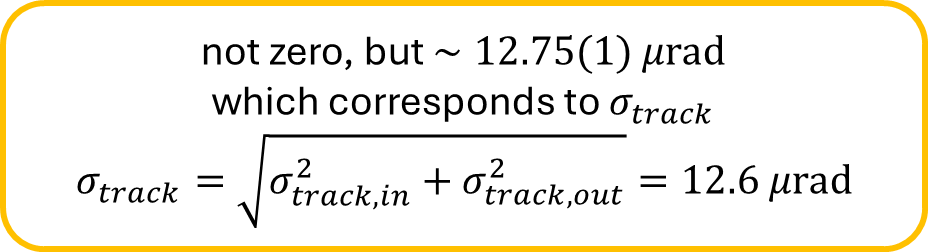 not zero, but ~ 12.75(1) μrad
which corresponds to σ_track
σ_track = √(σ²_track,in + σ²_track,out) = 12.6 μrad